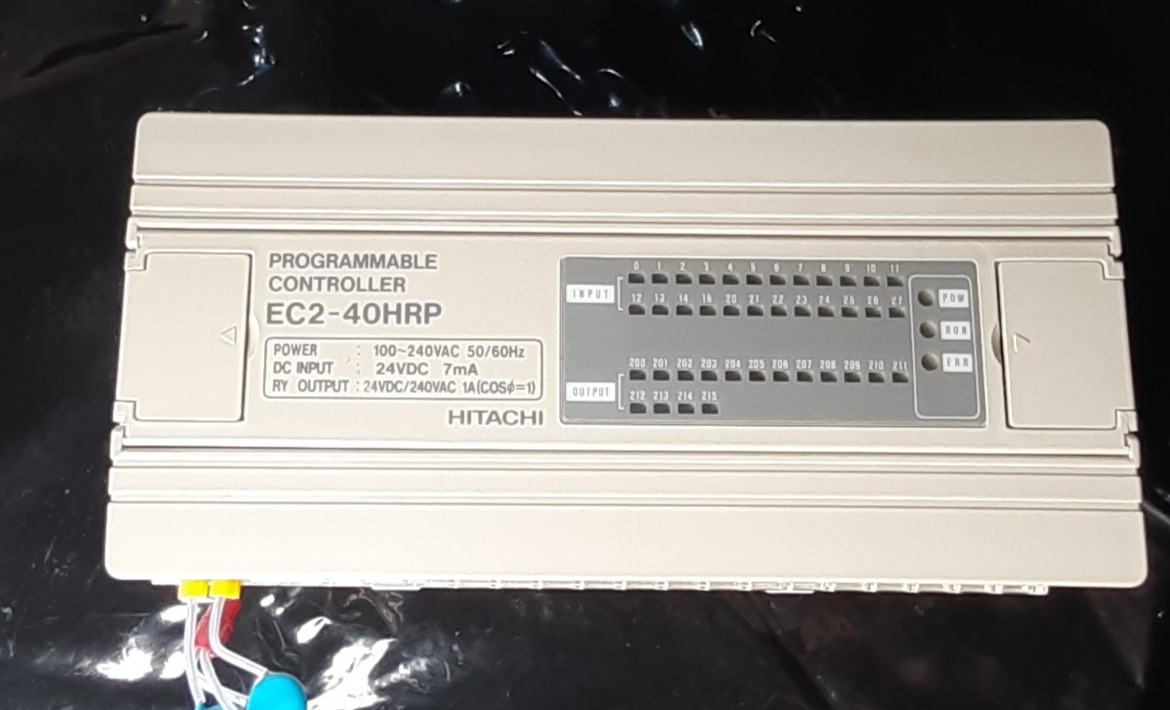 PROGRAMMABLE
CONTROLLER
EC2-40HRP
POWER : 100~240VAC 50/60Hz
DC INPUT : 24VDC 7mA
RY OUTPUT : 24VDC/240VAC 1A(COSφ=1)
HITACHI
0 1 2 3 4 5 6 7 8 9 10 11
INPUT
12 13 14 15 20 21 22 23 24 25 26 27
200 201 202 203 204 205 206 207 208 209 210 211
OUTPUT
212 213 214 215
POW
RUN
ERR